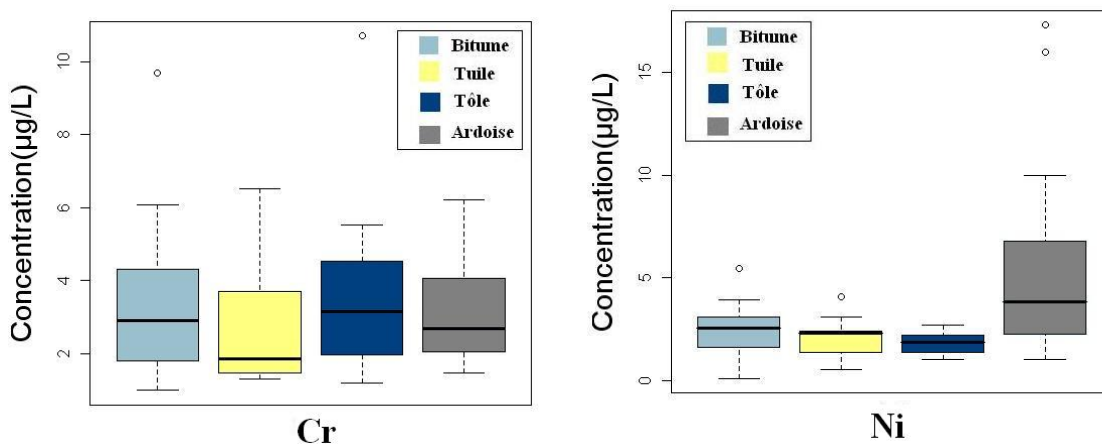 Concentration(µg/L)
10
8
6
4
2
Bitume
Tuile
Tôle
Ardoise
Cr
Concentration(µg/L)
15
10
5
0
Bitume
Tuile
Tôle
Ardoise
Ni